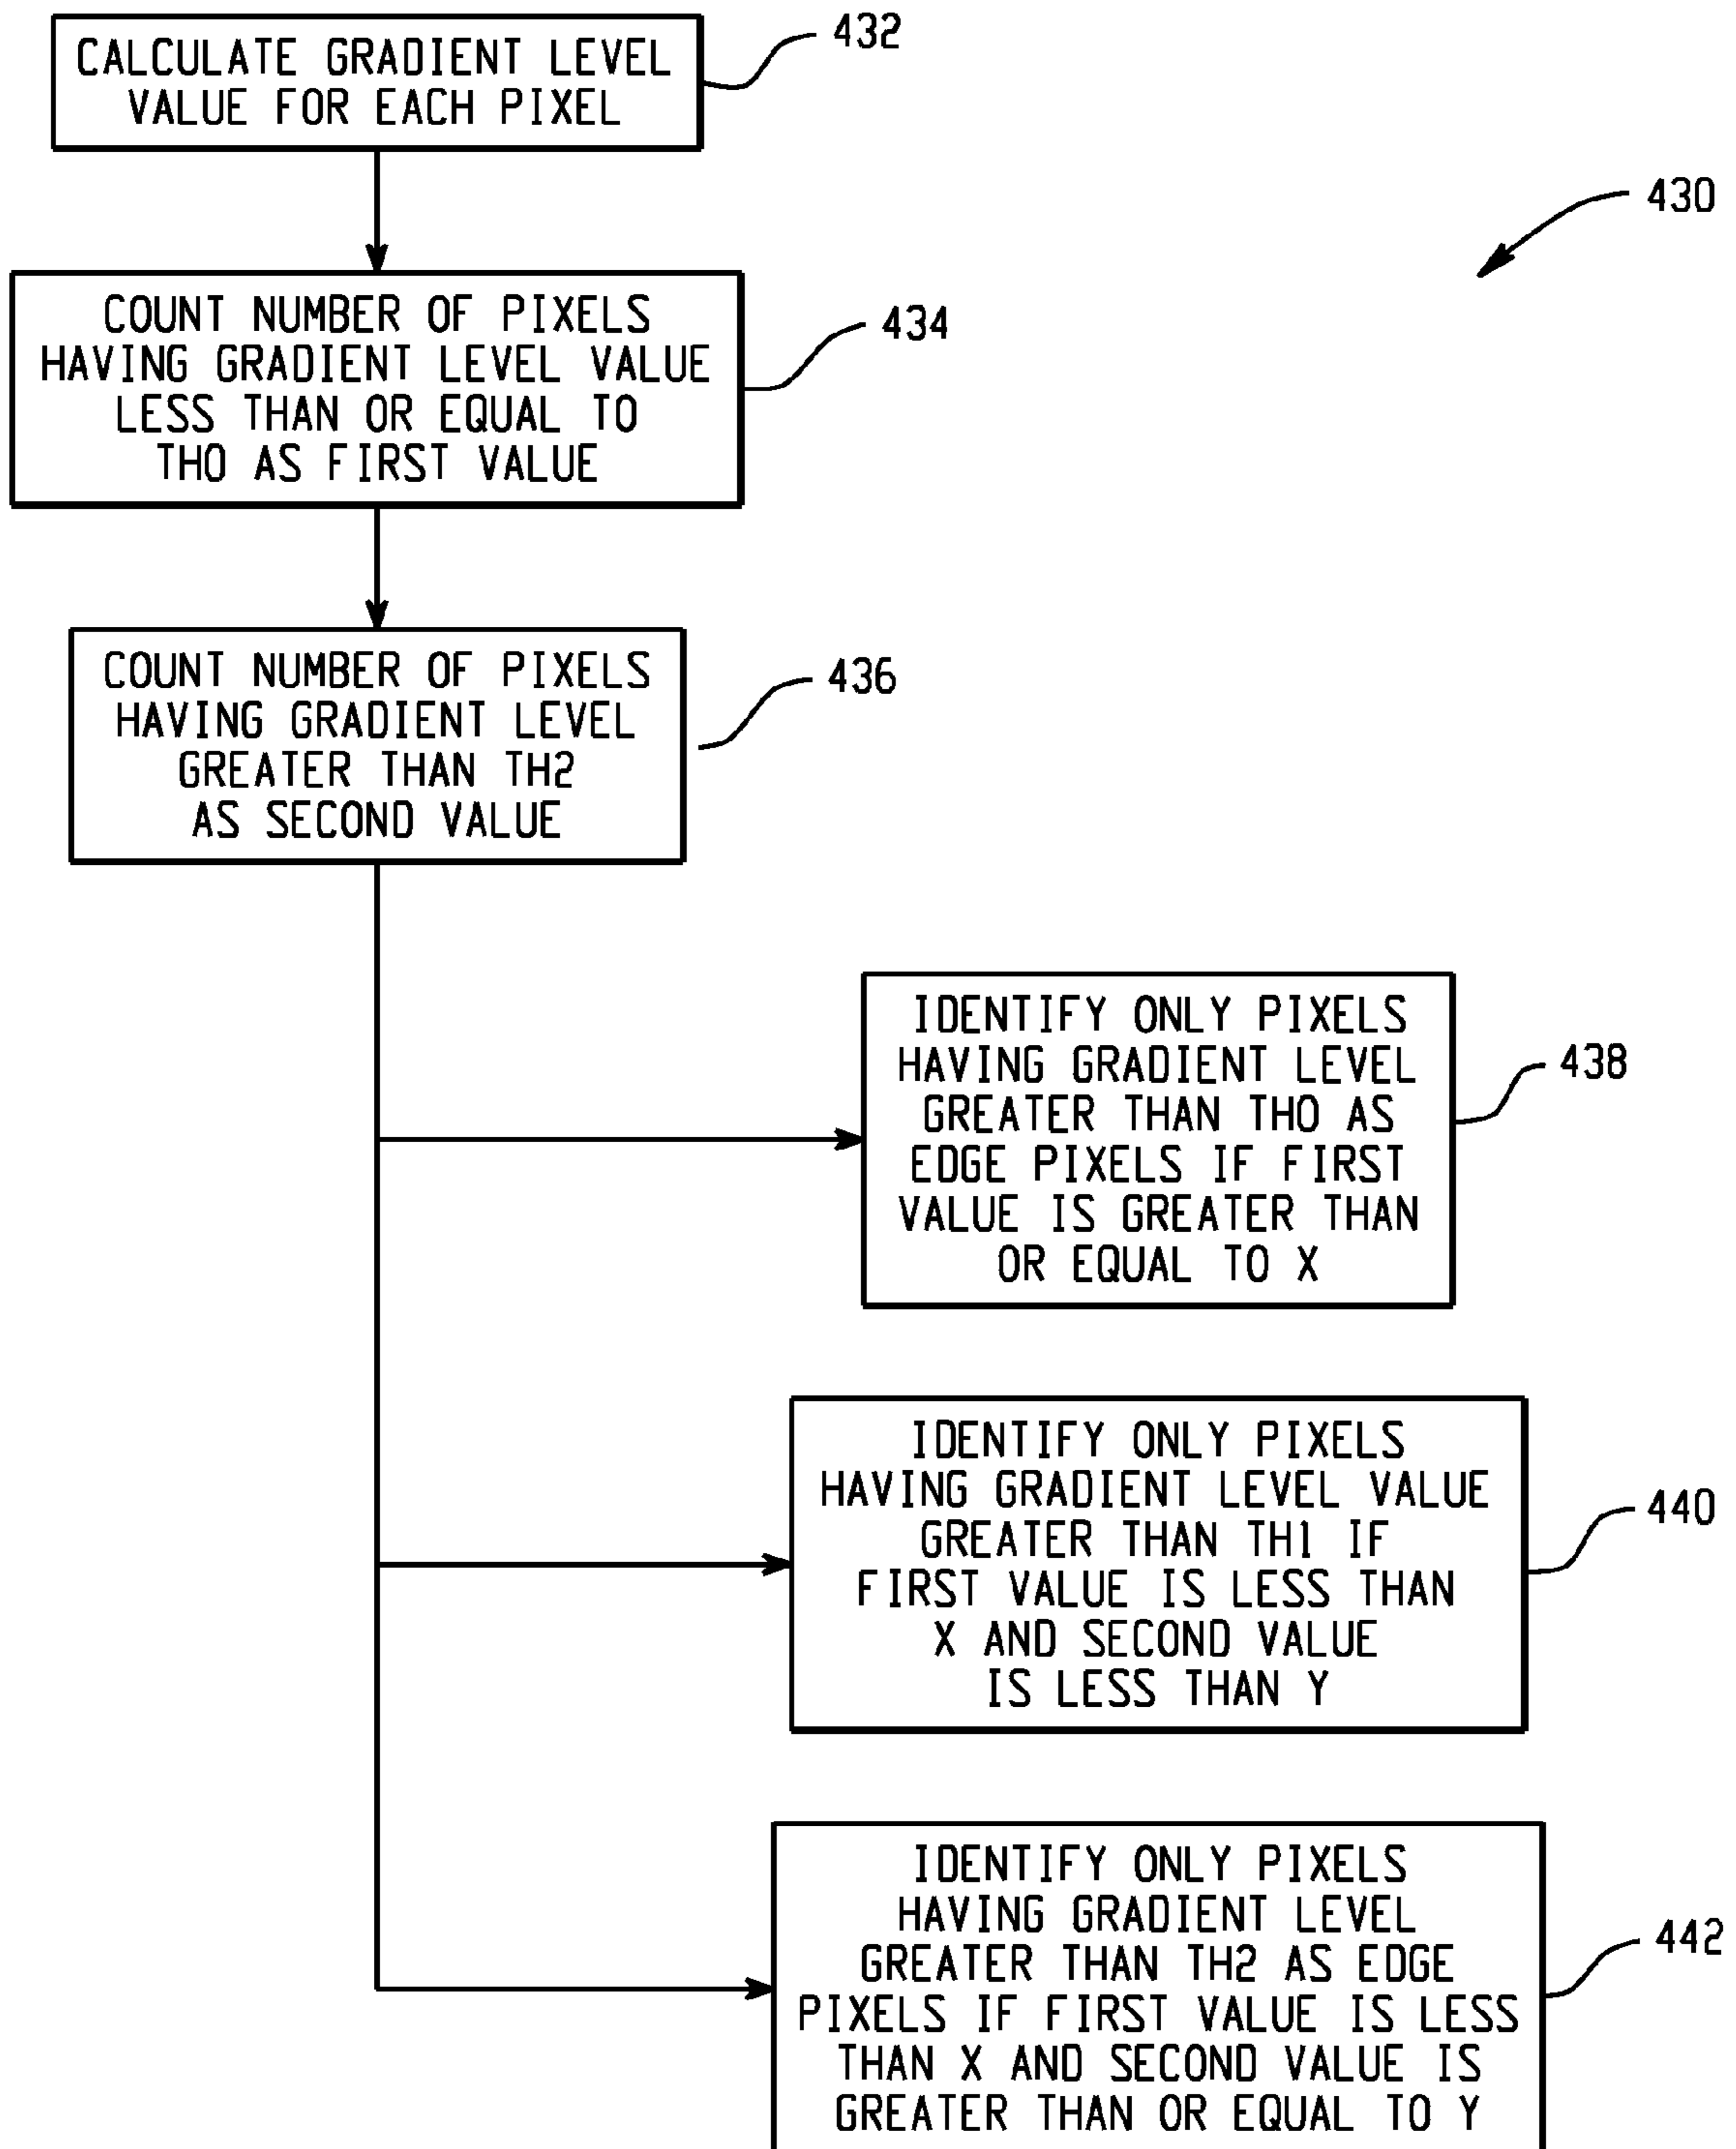 CALCULATE GRADIENT LEVEL
VALUE FOR EACH PIXEL
432
430
COUNT NUMBER OF PIXELS
HAVING GRADIENT LEVEL VALUE
LESS THAN OR EQUAL TO
TH0 AS FIRST VALUE
434
COUNT NUMBER OF PIXELS
HAVING GRADIENT LEVEL
GREATER THAN TH2
AS SECOND VALUE
436
IDENTIFY ONLY PIXELS
HAVING GRADIENT LEVEL
GREATER THAN TH0 AS
EDGE PIXELS IF FIRST
VALUE IS GREATER THAN
OR EQUAL TO X
438
IDENTIFY ONLY PIXELS
HAVING GRADIENT LEVEL VALUE
GREATER THAN TH1 IF
FIRST VALUE IS LESS THAN
X AND SECOND VALUE
IS LESS THAN Y
440
IDENTIFY ONLY PIXELS
HAVING GRADIENT LEVEL
GREATER THAN TH2 AS EDGE
PIXELS IF FIRST VALUE IS LESS
THAN X AND SECOND VALUE IS
GREATER THAN OR EQUAL TO Y
442